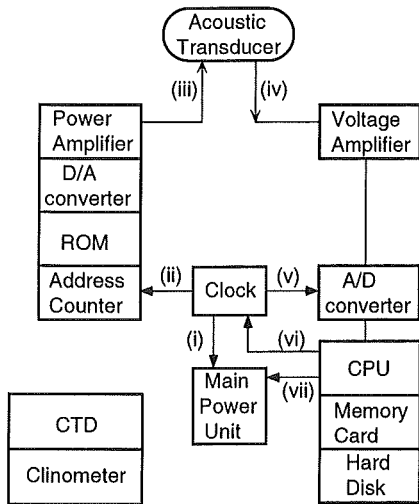 Acoustic
Transducer
(iii)
(iv)
Power
Amplifier
D/A
converter
ROM
Address
Counter
Voltage
Amplifier
(ii)
Clock
(v)
A/D
converter
(i)
(vi)
Main
Power
Unit
(vii)
CPU
Memory
Card
Hard
Disk
CTD
Clinometer